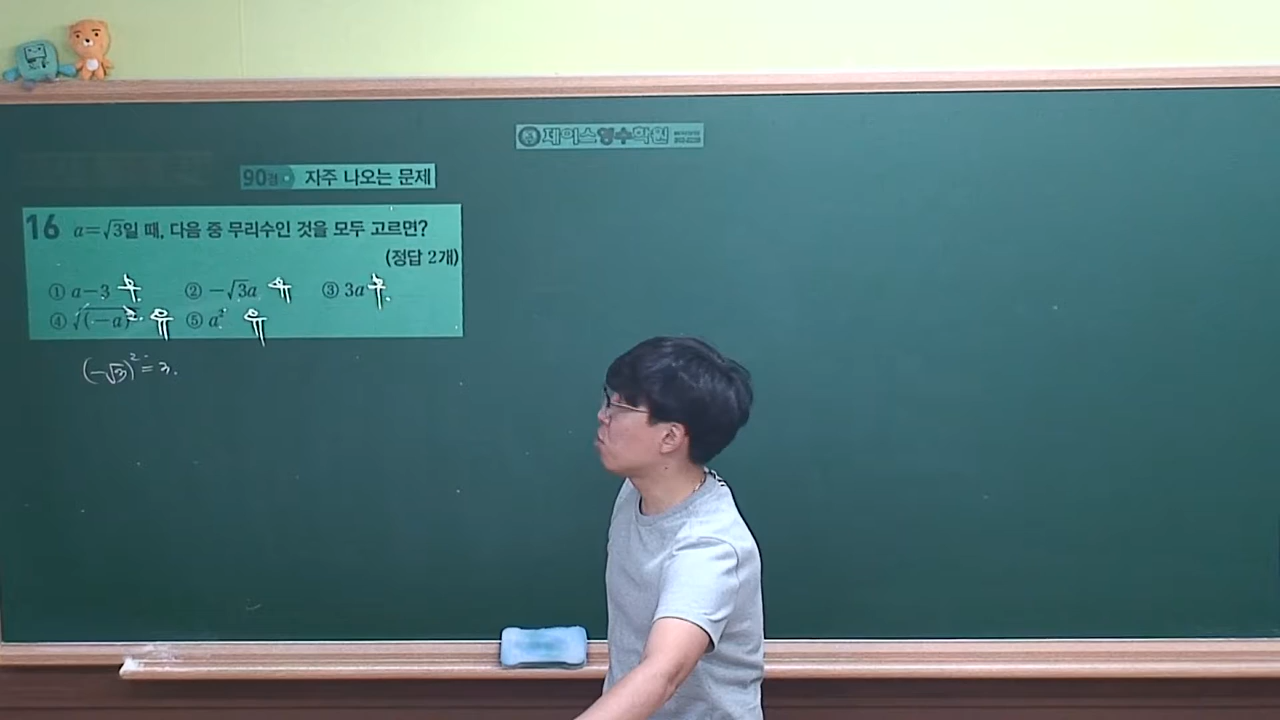 제이스영수학원
90점 자주 나오는 문제
16 a=√3일 때, 다음 중 무리수인 것을 모두 고르면?
(정답 2개)
① a-3 무 ② -√3a 유 ③ 3a 무
④ √(-a)² 유 ⑤ a² 유
(-√3)²=3.